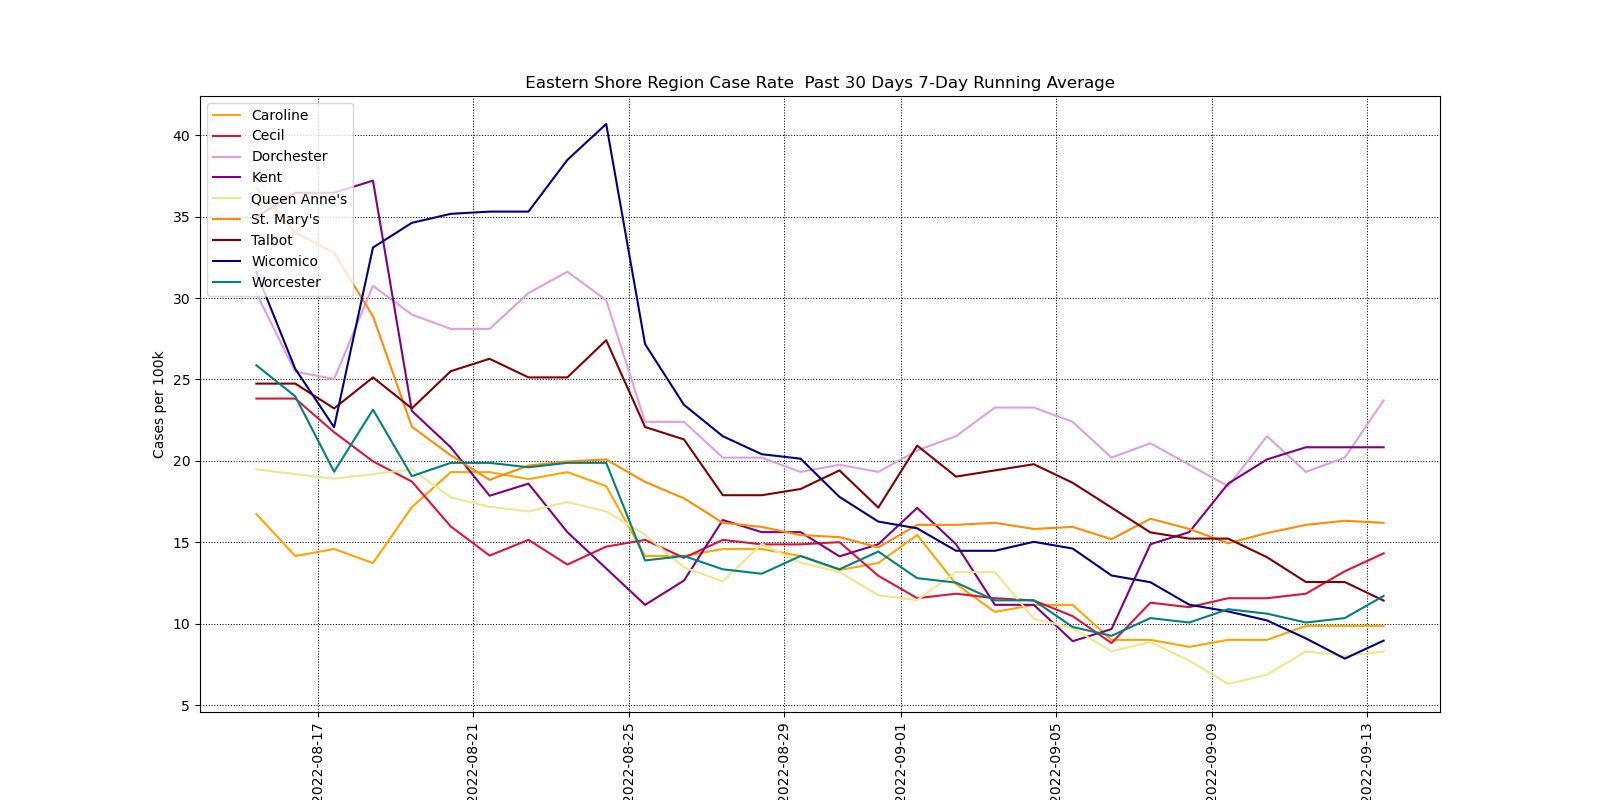 Eastern Shore Region Case Rate  Past 30 Days 7-Day Running Average
Cases per 100k
40
35
30
25
20
15
10
5
Caroline
Cecil
Dorchester
Kent
Queen Anne's
St. Mary's
Talbot
Wicomico
Worcester
2022-08-17
2022-08-21
2022-08-25
2022-08-29
2022-09-01
2022-09-05
2022-09-09
2022-09-13